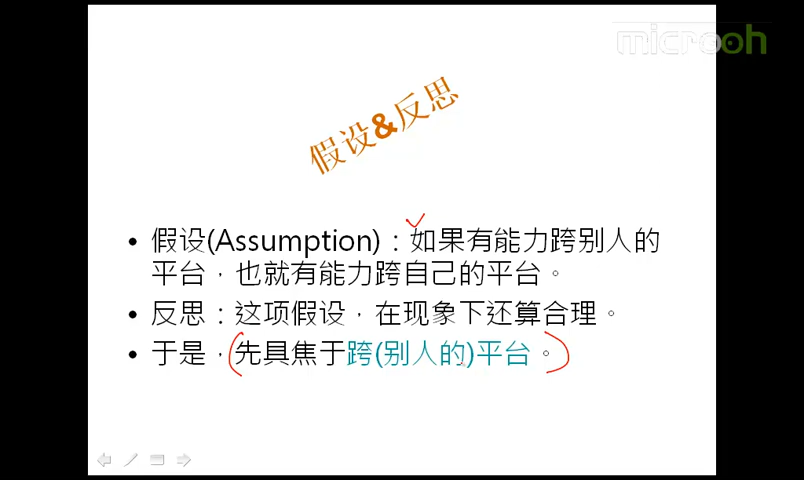 microoh
假设&反思
• 假设(Assumption)：如果有能力跨别人的
平台，也就有能力跨自己的平台。
• 反思：这项假设，在现象下还算合理。
• 于是，先具焦于跨(别人的)平台。